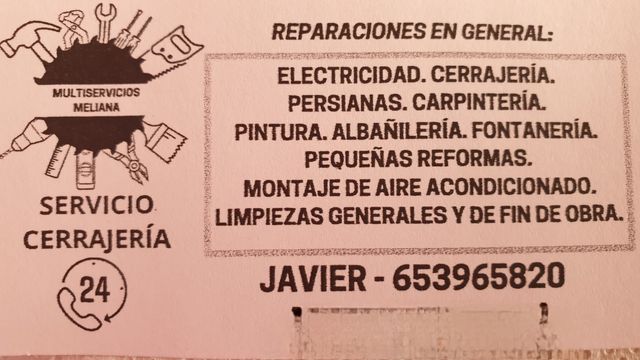 MULTISERVICIOS
MELIANA
SERVICIO
CERRAJERÍA
24
REPARACIONES EN GENERAL:
ELECTRICIDAD. CERRAJERÍA.
PERSIANAS. CARPINTERÍA.
PINTURA. ALBAÑILERÍA. FONTANERÍA.
PEQUEÑAS REFORMAS.
MONTAJE DE AIRE ACONDICIONADO.
LIMPIEZAS GENERALES Y DE FIN DE OBRA.
JAVIER - 653965820